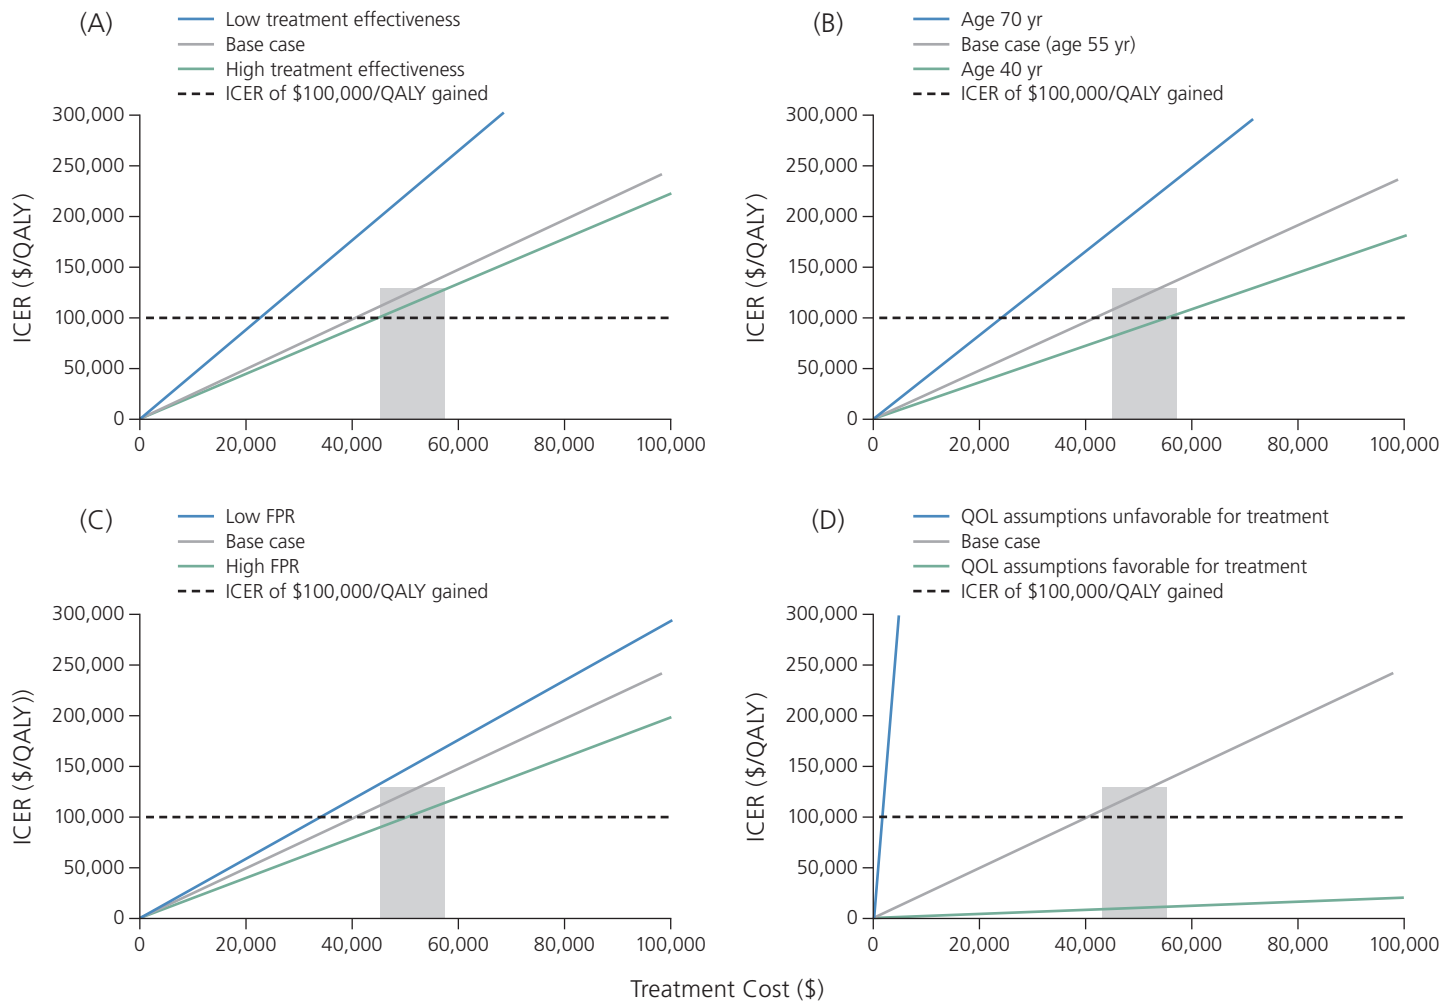 (A)
Low treatment effectiveness
Base case
High treatment effectiveness
ICER of $100,000/QALY gained
ICER ($/QALY)
300,000
250,000
200,000
150,000
100,000
50,000
0
0 20,000 40,000 60,000 80,000 100,000
(B)
Age 70 yr
Base case (age 55 yr)
Age 40 yr
ICER of $100,000/QALY gained
ICER ($/QALY)
300,000
250,000
200,000
150,000
100,000
50,000
0
0 20,000 40,000 60,000 80,000 100,000
(C)
Low FPR
Base case
High FPR
ICER of $100,000/QALY gained
ICER ($/QALY))
300,000
250,000
200,000
150,000
100,000
50,000
0
0 20,000 40,000 60,000 80,000 100,000
(D)
QOL assumptions unfavorable for treatment
Base case
QOL assumptions favorable for treatment
ICER of $100,000/QALY gained
ICER ($/QALY)
300,000
250,000
200,000
150,000
100,000
50,000
0
0 20,000 40,000 60,000 80,000 100,000
Treatment Cost ($)